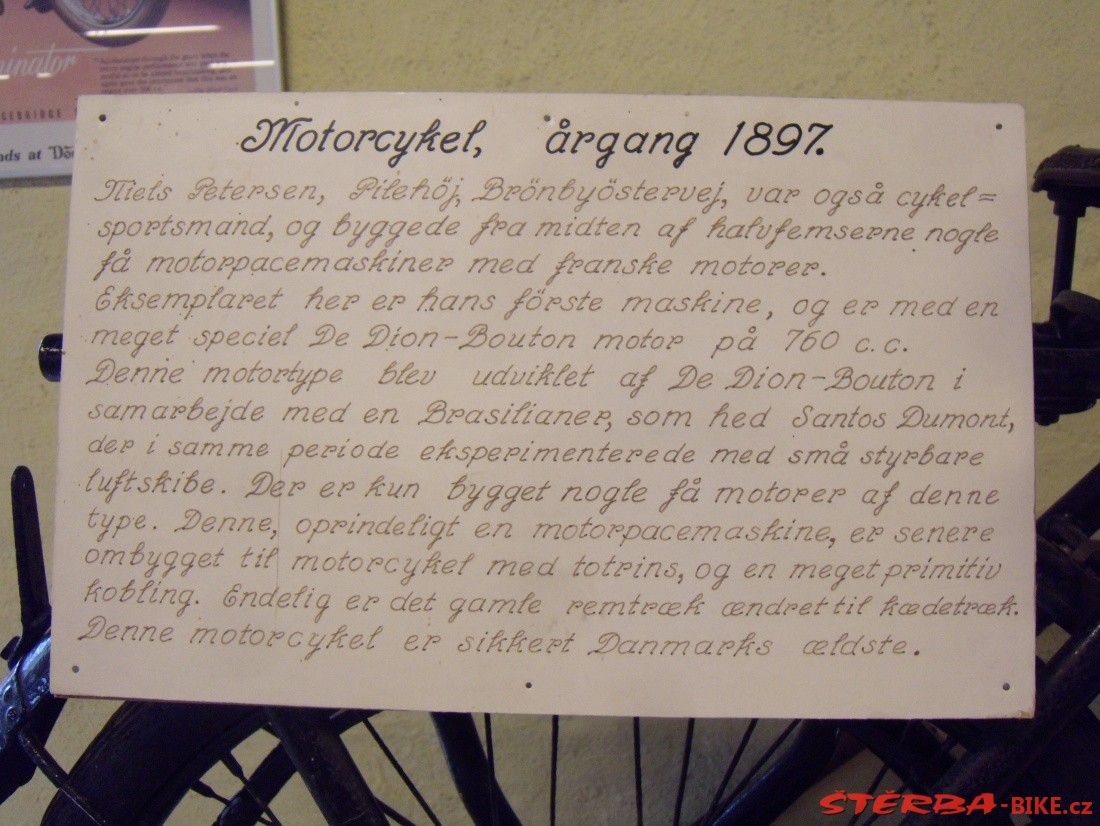 minator
GEBRIDGE
nds at
Motorcykel, årgang 1897.
Niels Petersen, Pilehöj, Brönbyöstervej, var også cykel=
sportsmand, og byggede fra midten af halvfemserne nogle
få motorpacemaskiner med franske motorer.
Eksemplaret her er hans förste maskine, og er med en
meget speciel De Dion-Bouton motor på 760 c.c.
Denne motortype blev udviklet af De Dion-Bouton i
samarbejde med en Brasilianer, som hed Santos Dumont,
der i samme periode eksperimenterede med små styrbare
luftskibe. Der er kun bygget nogle få motorer af denne
type. Denne, oprindeligt en motorpacemaskine, er senere
ombygget til motorcykel med totrins, og en meget primitiv
kobling. Endelig er det gamle remtræk ændret til kædetræk.
Denne motorcykel er sikkert Danmarks ældste.
ŠTĚRBA-BIKE.cz